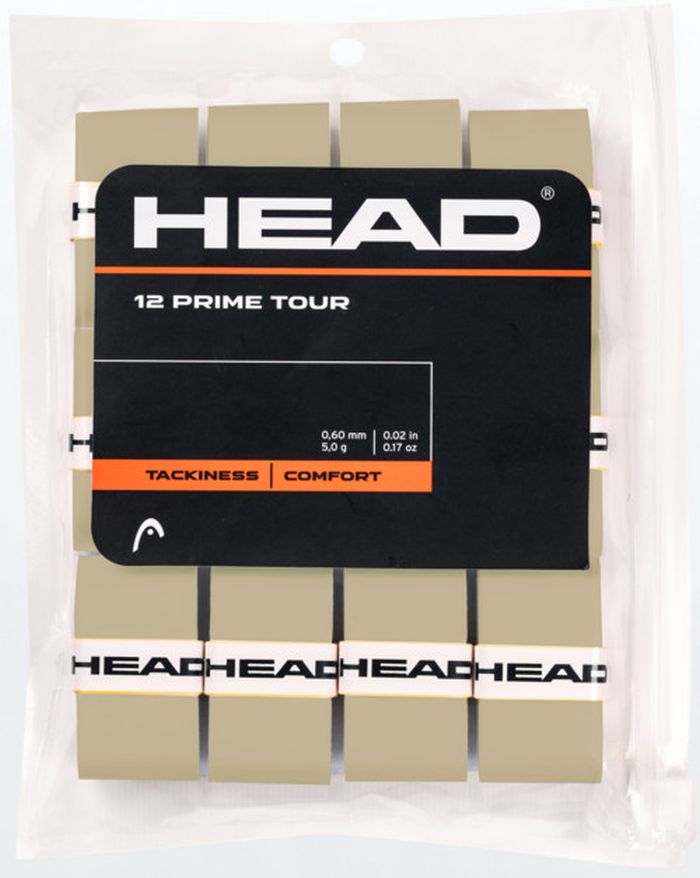 HEAD®
12 PRIME TOUR
0,60 mm | 0.02 in
5,0 g | 0.17 oz
TACKINESS | COMFORT
HEAD HEAD HEAD HEAD